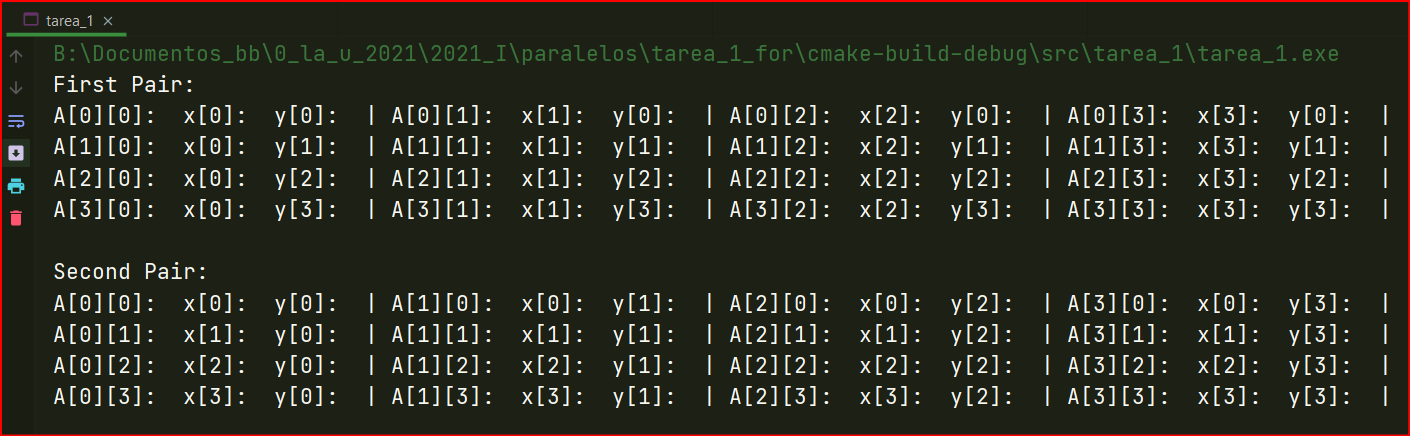 tarea_1 ×
B:\Documentos_bb\0_la_u_2021\2021_I\paralelos\tarea_1_for\cmake-build-debug\src\tarea_1\tarea_1.exe
First Pair:
A[0][0]:  x[0]:  y[0]:  | A[0][1]:  x[1]:  y[0]:  | A[0][2]:  x[2]:  y[0]:  | A[0][3]:  x[3]:  y[0]:  |
A[1][0]:  x[0]:  y[1]:  | A[1][1]:  x[1]:  y[1]:  | A[1][2]:  x[2]:  y[1]:  | A[1][3]:  x[3]:  y[1]:  |
A[2][0]:  x[0]:  y[2]:  | A[2][1]:  x[1]:  y[2]:  | A[2][2]:  x[2]:  y[2]:  | A[2][3]:  x[3]:  y[2]:  |
A[3][0]:  x[0]:  y[3]:  | A[3][1]:  x[1]:  y[3]:  | A[3][2]:  x[2]:  y[3]:  | A[3][3]:  x[3]:  y[3]:  |
Second Pair:
A[0][0]:  x[0]:  y[0]:  | A[1][0]:  x[0]:  y[1]:  | A[2][0]:  x[0]:  y[2]:  | A[3][0]:  x[0]:  y[3]:  |
A[0][1]:  x[1]:  y[0]:  | A[1][1]:  x[1]:  y[1]:  | A[2][1]:  x[1]:  y[2]:  | A[3][1]:  x[1]:  y[3]:  |
A[0][2]:  x[2]:  y[0]:  | A[1][2]:  x[2]:  y[1]:  | A[2][2]:  x[2]:  y[2]:  | A[3][2]:  x[2]:  y[3]:  |
A[0][3]:  x[3]:  y[0]:  | A[1][3]:  x[3]:  y[1]:  | A[2][3]:  x[3]:  y[2]:  | A[3][3]:  x[3]:  y[3]:  |